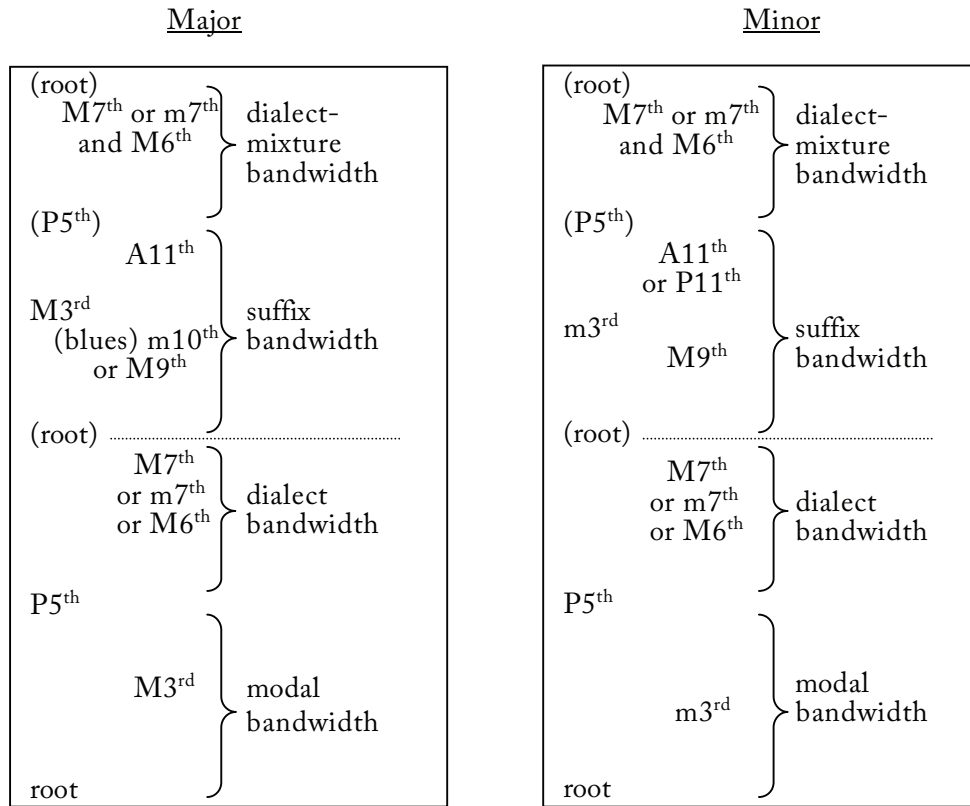 Major
(root)
M7th or m7th
and M6th
dialect-
mixture
bandwidth
(P5th)
A11th
M3rd
(blues) m10th
or M9th
suffix
bandwidth
(root)
M7th
or m7th
or M6th
dialect
bandwidth
P5th
M3rd
modal
bandwidth
root
Minor
(root)
M7th or m7th
and M6th
dialect-
mixture
bandwidth
(P5th)
A11th
or P11th
m3rd
M9th
suffix
bandwidth
(root)
M7th
or m7th
or M6th
dialect
bandwidth
P5th
m3rd
modal
bandwidth
root